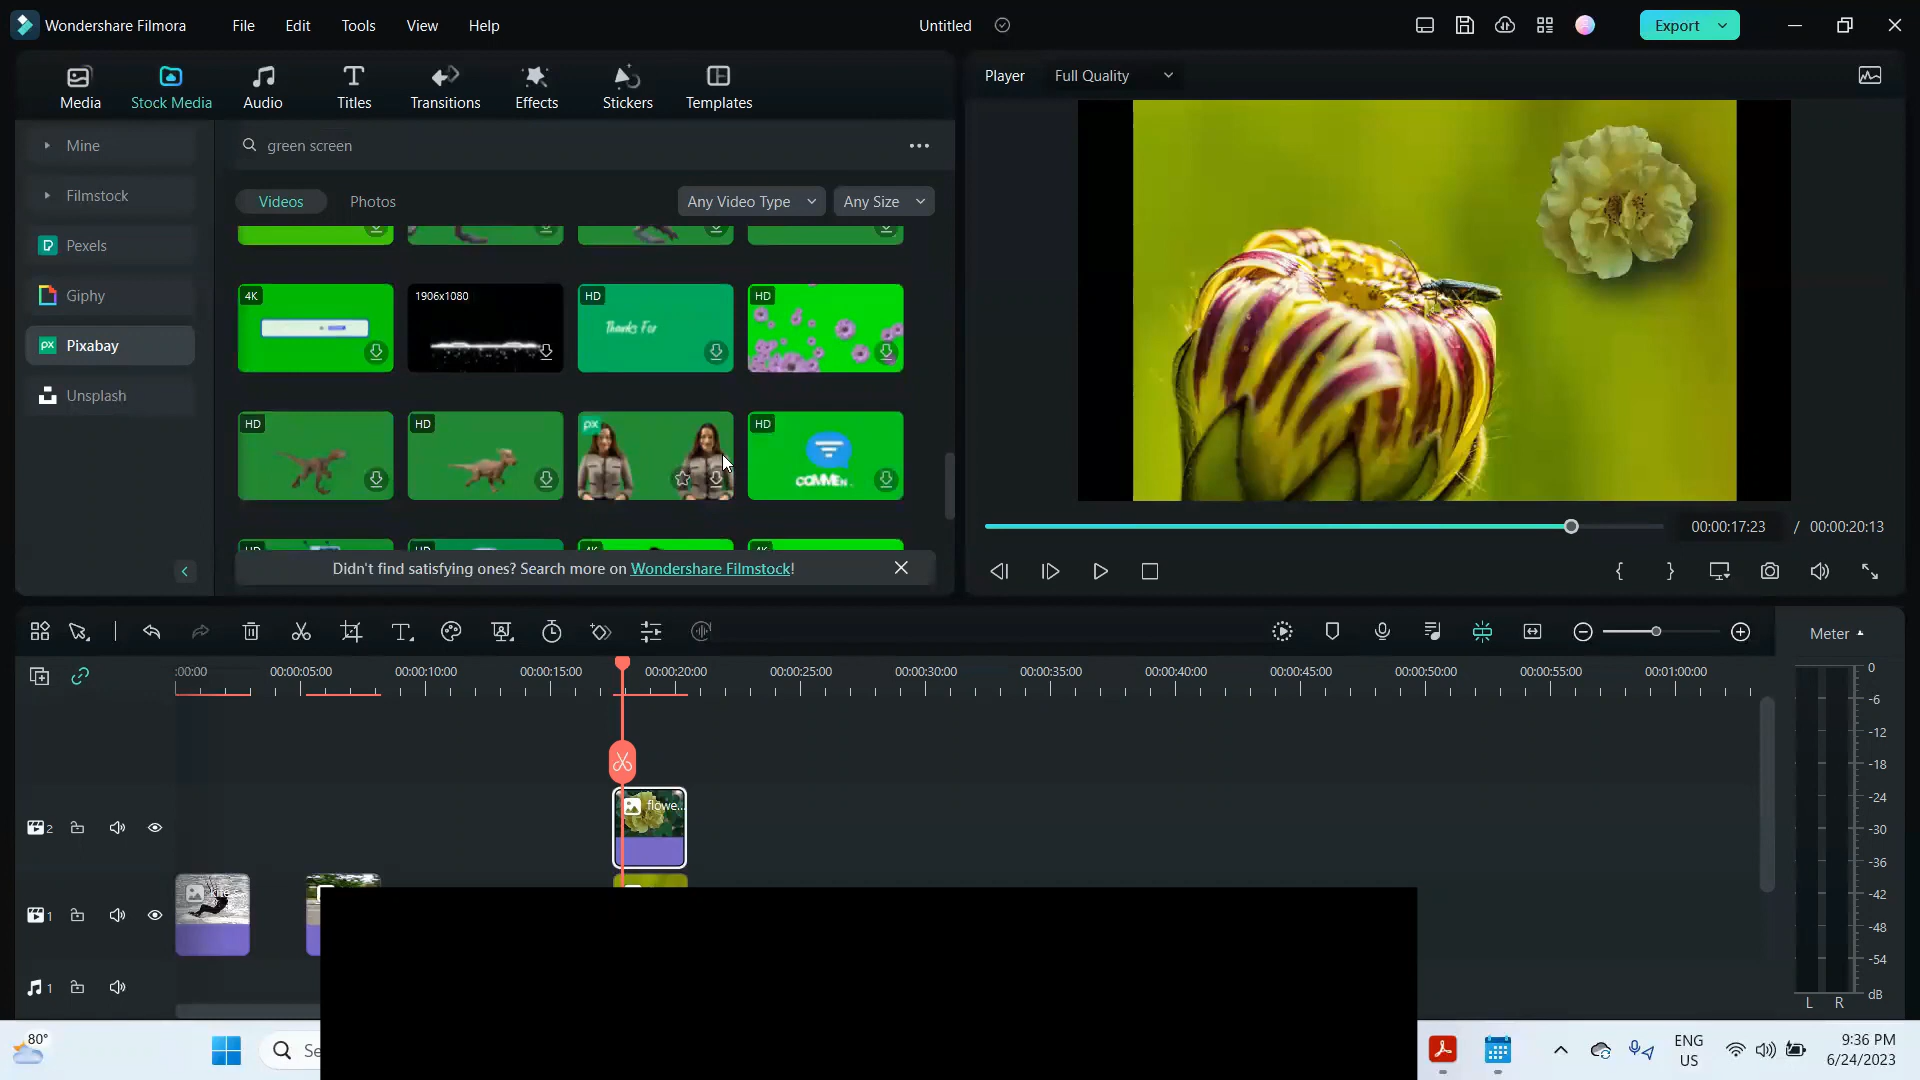 Wondershare Filmora
File
Edit
Tools
View
Help
Untitled
Export
Media
Stock Media
Audio
Titles
Transitions
Effects
Stickers
Templates
Player
Full Quality
Mine
Filmstock
Pexels
Giphy
px Pixabay
Unsplash
green screen
Videos
Photos
Any Video Type
Any Size
4K
1906x1080
HD
Thanks For
HD
HD
HD
px
HD
COMMEN
HD
HD
4K
4K
Didn't find satisfying ones? Search more on Wondershare Filmstock!
00:00:17:23 / 00:00:20:13
Meter
:00:00
00:00:05:00
00:00:10:00
00:00:15:00
00:00:20:00
00:00:25:00
00:00:30:00
00:00:35:00
00:00:40:00
00:00:45:00
00:00:50:00
00:00:55:00
00:01:00:00
0
-6
-12
-18
-24
-30
-36
-42
-48
-54
dB
L R
flowe...
2
1
1
80°
Se
ENG
US
9:36 PM
6/24/2023